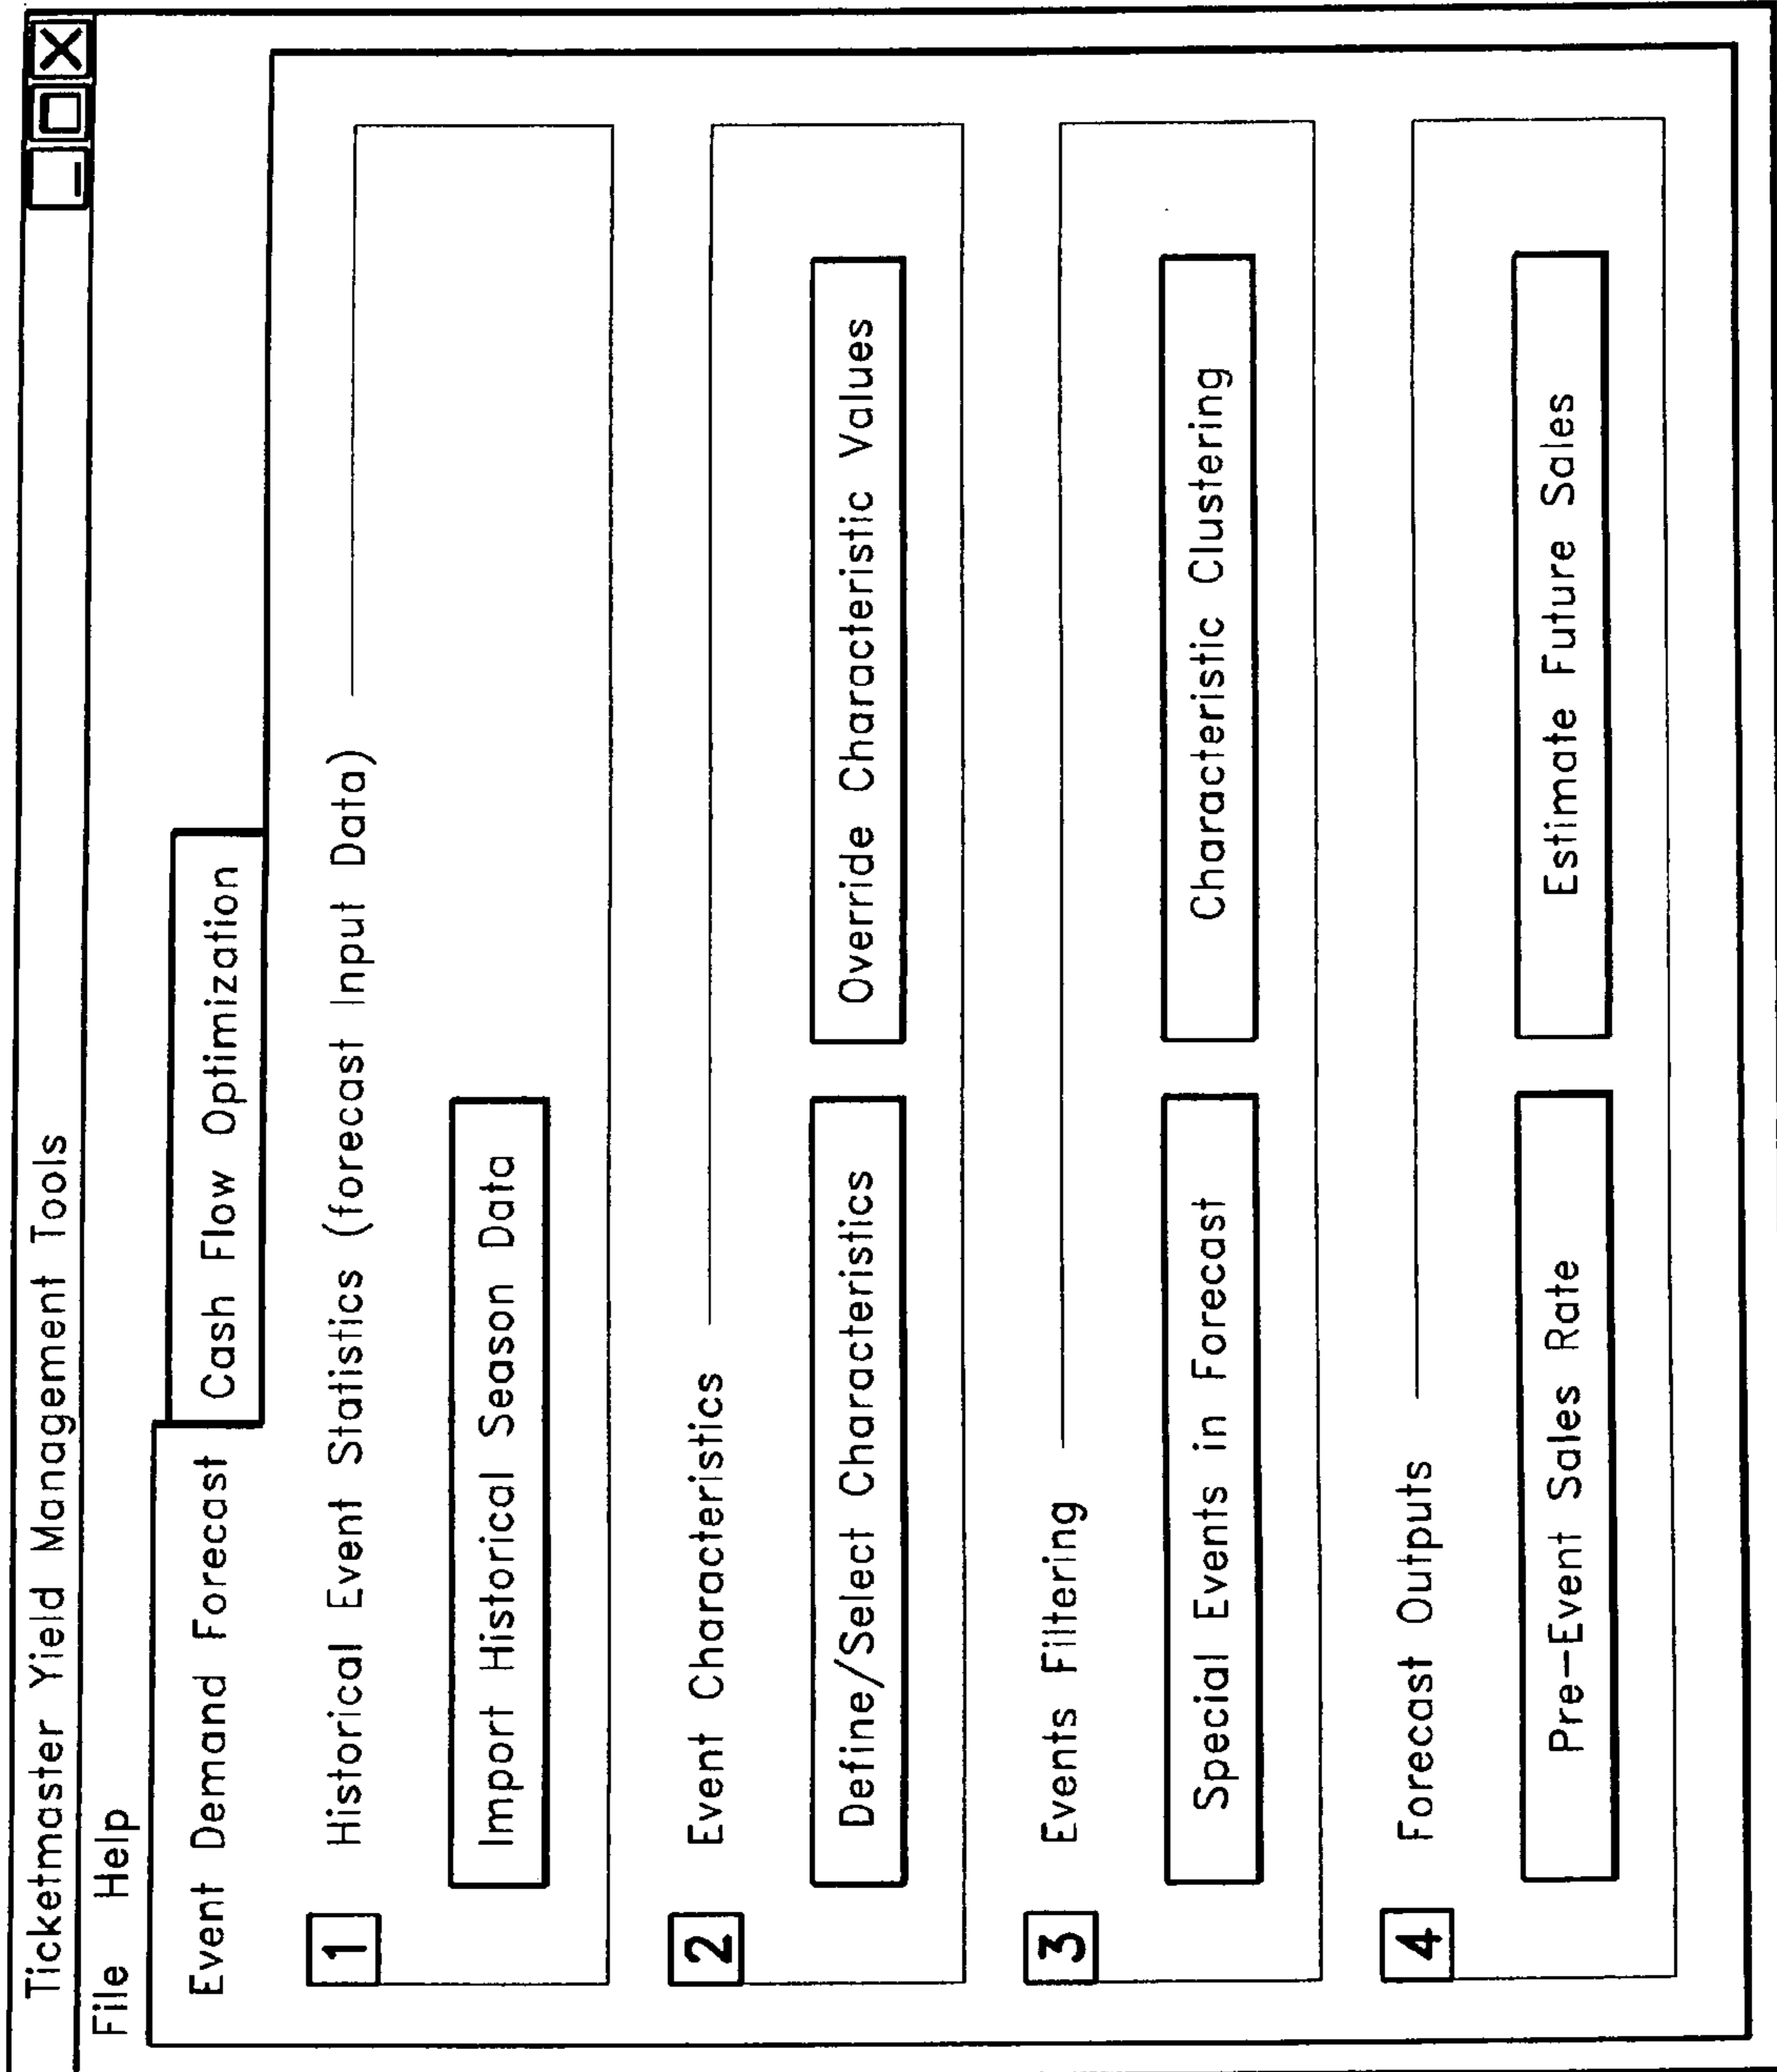 Ticketmaster Yield Management Tools
File Help
Event Demand Forecast
Cash Flow Optimization
1 Historical Event Statistics (forecast Input Data)
Import Historical Season Data
2 Event Characteristics
Define/Select Characteristics
Override Characteristic Values
3 Events Filtering
Special Events in Forecast
Characteristic Clustering
4 Forecast Outputs
Pre-Event Sales Rate
Estimate Future Sales